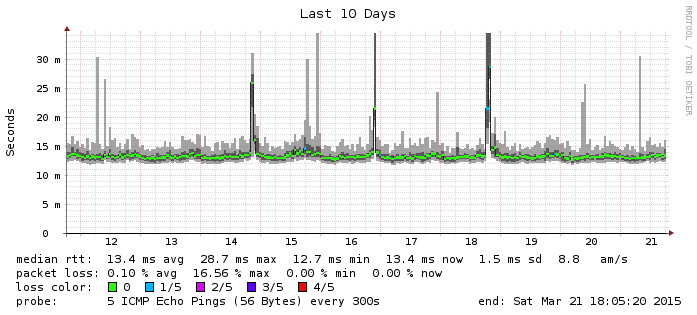 Last 10 Days
RRDTOOL / TOBI OETIKER
Seconds
30 m
25 m
20 m
15 m
10 m
5 m
0
12 13 14 15 16 17 18 19 20 21
median rtt: 13.4 ms avg 28.7 ms max 12.7 ms min 13.4 ms now 1.5 ms sd 8.8 am/s
packet loss: 0.10 % avg 16.56 % max 0.00 % min 0.00 % now
loss color: 0 1/5 2/5 3/5 4/5
probe: 5 ICMP Echo Pings (56 Bytes) every 300s end: Sat Mar 21 18:05:20 2015